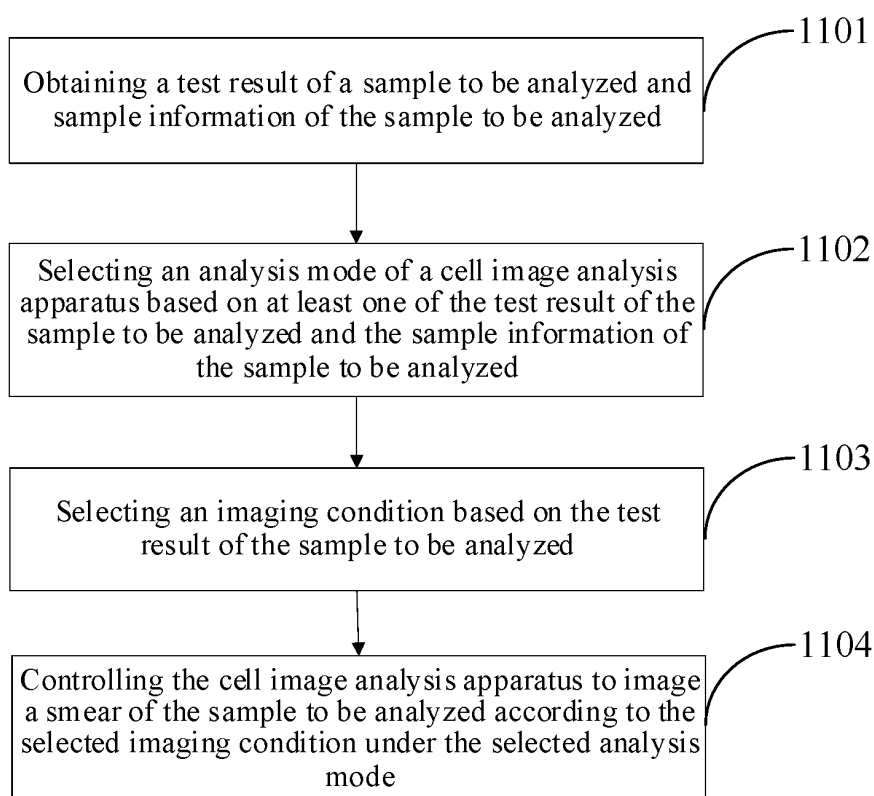 1101
Obtaining a test result of a sample to be analyzed and
sample information of the sample to be analyzed
1102
Selecting an analysis mode of a cell image analysis
apparatus based on at least one of the test result of the
sample to be analyzed and the sample information of
the sample to be analyzed
1103
Selecting an imaging condition based on the test
result of the sample to be analyzed
1104
Controlling the cell image analysis apparatus to image
a smear of the sample to be analyzed according to the
selected imaging condition under the selected analysis
mode